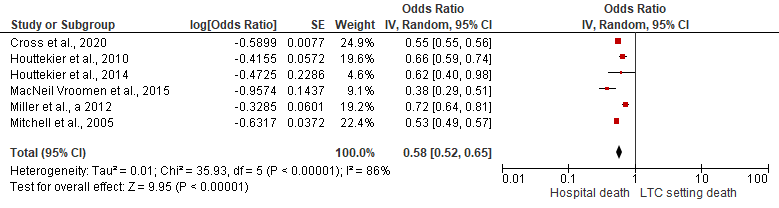 Odds Ratio Odds Ratio
Study or Subgroup log[Odds Ratio] SE Weight IV, Random, 95% CI IV, Random, 95% CI
Cross et al., 2020 -0.5899 0.0077 24.9% 0.55 [0.55, 0.56]
Houttekier et al., 2010 -0.4155 0.0572 19.6% 0.66 [0.59, 0.74]
Houttekier et al., 2014 -0.4725 0.2286 4.6% 0.62 [0.40, 0.98]
MacNeil Vroomen et al., 2015 -0.9574 0.1437 9.1% 0.38 [0.29, 0.51]
Miller et al., a 2012 -0.3285 0.0601 19.2% 0.72 [0.64, 0.81]
Mitchell et al., 2005 -0.6317 0.0372 22.4% 0.53 [0.49, 0.57]
Total (95% CI) 100.0% 0.58 [0.52, 0.65]
Heterogeneity: Tau² = 0.01; Chi² = 35.93, df = 5 (P < 0.00001); I² = 86%
Test for overall effect: Z = 9.95 (P < 0.00001)
0.01 0.1 1 10 100
Hospital death LTC setting death